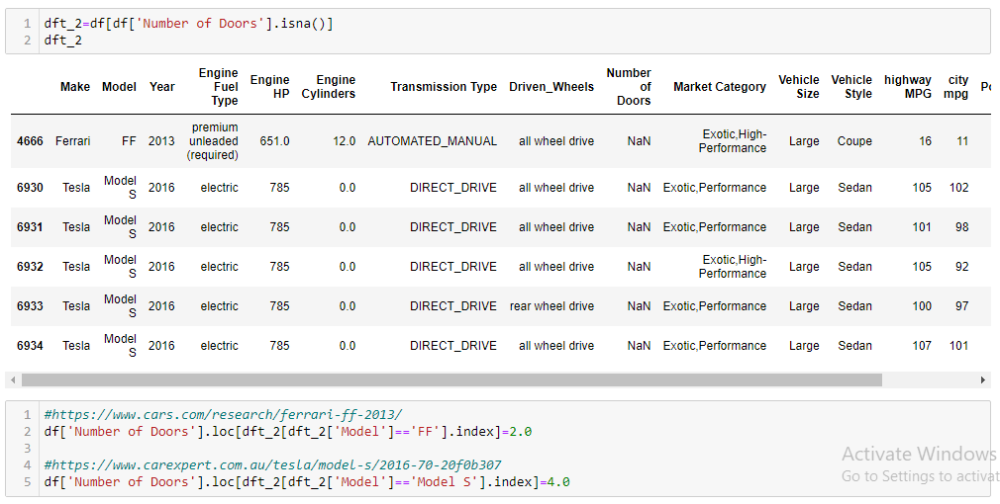 1 dft_2=df[df['Number of Doors'].isna()]
2 dft_2
Make Model Year Engine Fuel Type Engine HP Engine Cylinders Transmission Type Driven_Wheels Number of Doors Market Category Vehicle Size Vehicle Style highway MPG city mpg
4666 Ferrari FF 2013 premium unleaded (required) 651.0 12.0 AUTOMATED_MANUAL all wheel drive NaN Exotic,High-Performance Large Coupe 16 11
6930 Tesla Model S 2016 electric 785 0.0 DIRECT_DRIVE all wheel drive NaN Exotic,Performance Large Sedan 105 102
6931 Tesla Model S 2016 electric 785 0.0 DIRECT_DRIVE all wheel drive NaN Exotic,Performance Large Sedan 101 98
6932 Tesla Model S 2016 electric 785 0.0 DIRECT_DRIVE all wheel drive NaN Exotic,High-Performance Large Sedan 105 92
6933 Tesla Model S 2016 electric 785 0.0 DIRECT_DRIVE rear wheel drive NaN Exotic,Performance Large Sedan 100 97
6934 Tesla Model S 2016 electric 785 0.0 DIRECT_DRIVE all wheel drive NaN Exotic,Performance Large Sedan 107 101
1 #https://www.cars.com/research/ferrari-ff-2013/
2 df['Number of Doors'].loc[dft_2[dft_2['Model']=='FF'].index]=2.0
3
4 #https://www.carexpert.com.au/tesla/model-s/2016-70-20f0b307
5 df['Number of Doors'].loc[dft_2[dft_2['Model']=='Model S'].index]=4.0
Activate Windows
Go to Settings to activat